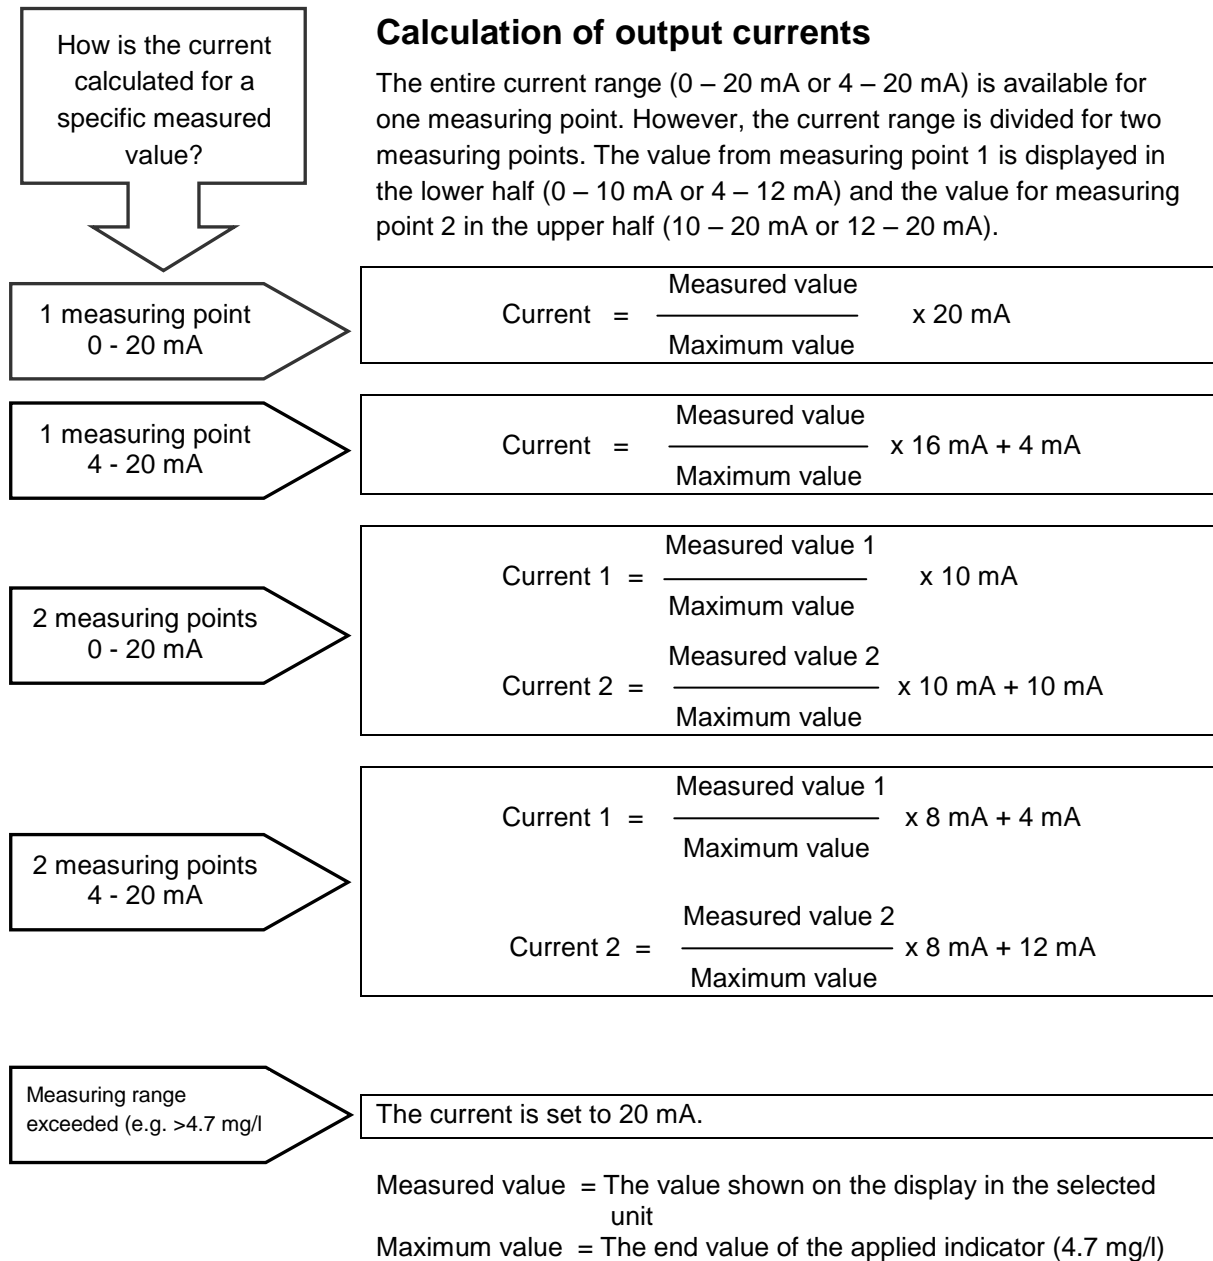 How is the current
calculated for a
specific measured
value?
Calculation of output currents
The entire current range (0 – 20 mA or 4 – 20 mA) is available for
one measuring point. However, the current range is divided for two
measuring points. The value from measuring point 1 is displayed in
the lower half (0 – 10 mA or 4 – 12 mA) and the value for measuring
point 2 in the upper half (10 – 20 mA or 12 – 20 mA).
1 measuring point
0 - 20 mA
Measured value
Current = x 20 mA
Maximum value
1 measuring point
4 - 20 mA
Measured value
Current = x 16 mA + 4 mA
Maximum value
2 measuring points
0 - 20 mA
Measured value 1
Current 1 = x 10 mA
Maximum value
Measured value 2
Current 2 = x 10 mA + 10 mA
Maximum value
2 measuring points
4 - 20 mA
Measured value 1
Current 1 = x 8 mA + 4 mA
Maximum value
Measured value 2
Current 2 = x 8 mA + 12 mA
Maximum value
Measuring range
exceeded (e.g. >4.7 mg/l
The current is set to 20 mA.
Measured value = The value shown on the display in the selected
unit
Maximum value = The end value of the applied indicator (4.7 mg/l)